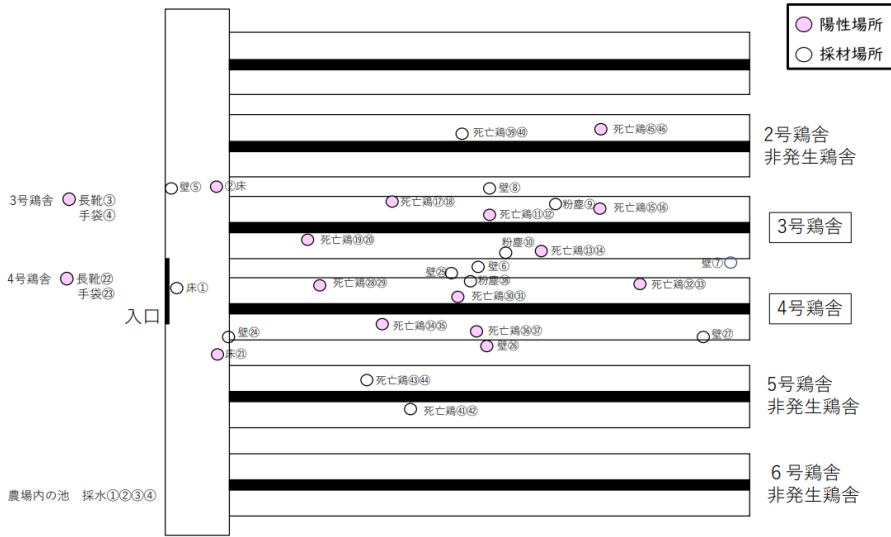 陽性場所
採材場所
死亡鶏㊴㊵
死亡鶏㊺㊻
2号鶏舎
非発生鶏舎
壁⑤
②床
壁⑧
3号鶏舎
長靴③
手袋④
死亡鶏⑰⑱
粉塵⑨
死亡鶏⑪⑫
死亡鶏⑮⑯
3号鶏舎
死亡鶏⑲⑳
粉塵⑩
死亡鶏⑬⑭
壁⑦
壁⑥
壁㉕
4号鶏舎
長靴㉒
手袋㉓
床①
死亡鶏㉘㉙
粉塵㊳
死亡鶏㉜㉝
死亡鶏㉚㉛
4号鶏舎
入口
死亡鶏㉞㉟
死亡鶏㊱㊲
壁㉔
壁㉗
壁㉖
床㉑
死亡鶏㊸㊹
5号鶏舎
非発生鶏舎
死亡鶏㊶㊷
6号鶏舎
非発生鶏舎
農場内の池 採水①②③④